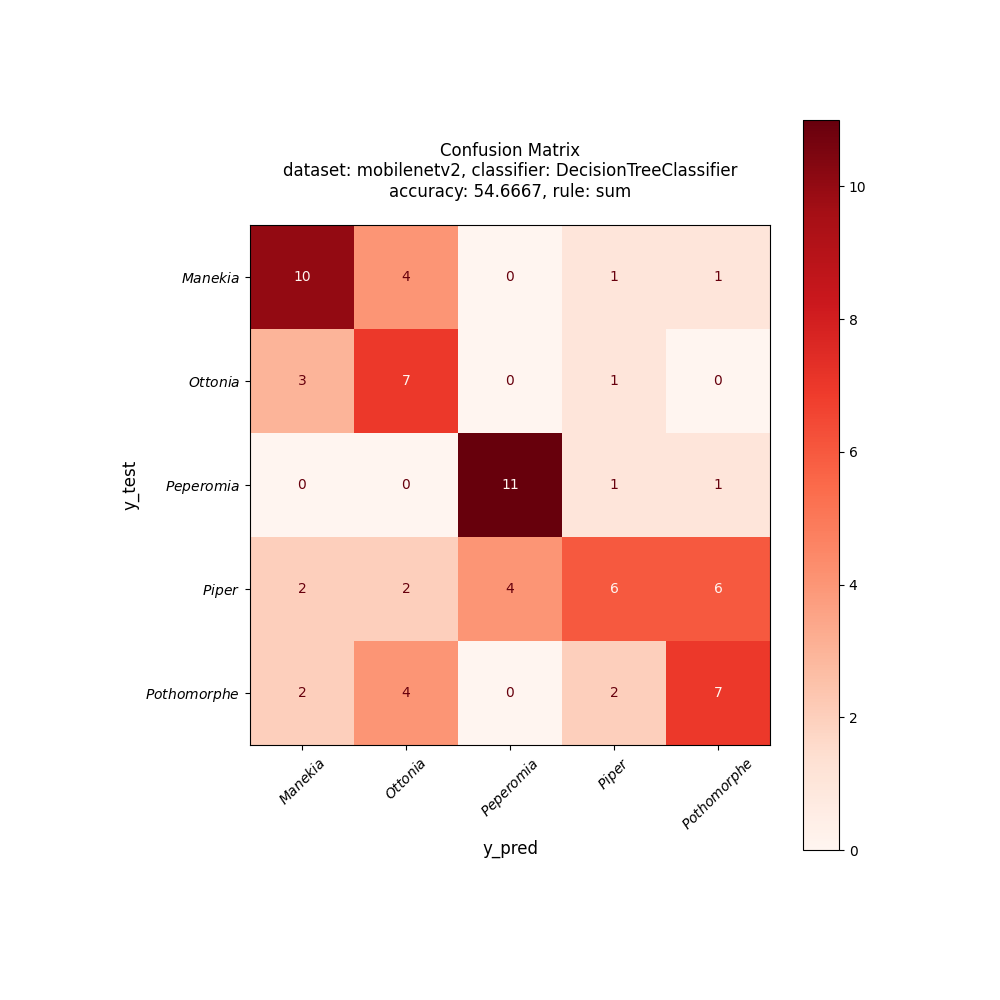 Confusion Matrix
dataset: mobilenetv2, classifier: DecisionTreeClassifier
accuracy: 54.6667, rule: sum
y_test
Manekia 10 4 0 1 1
Ottonia 3 7 0 1 0
Peperomia 0 0 11 1 1
Piper 2 2 4 6 6
Pothomorphe 2 4 0 2 7
Manekia Ottonia Peperomia Piper Pothomorphe
y_pred
10
8
6
4
2
0